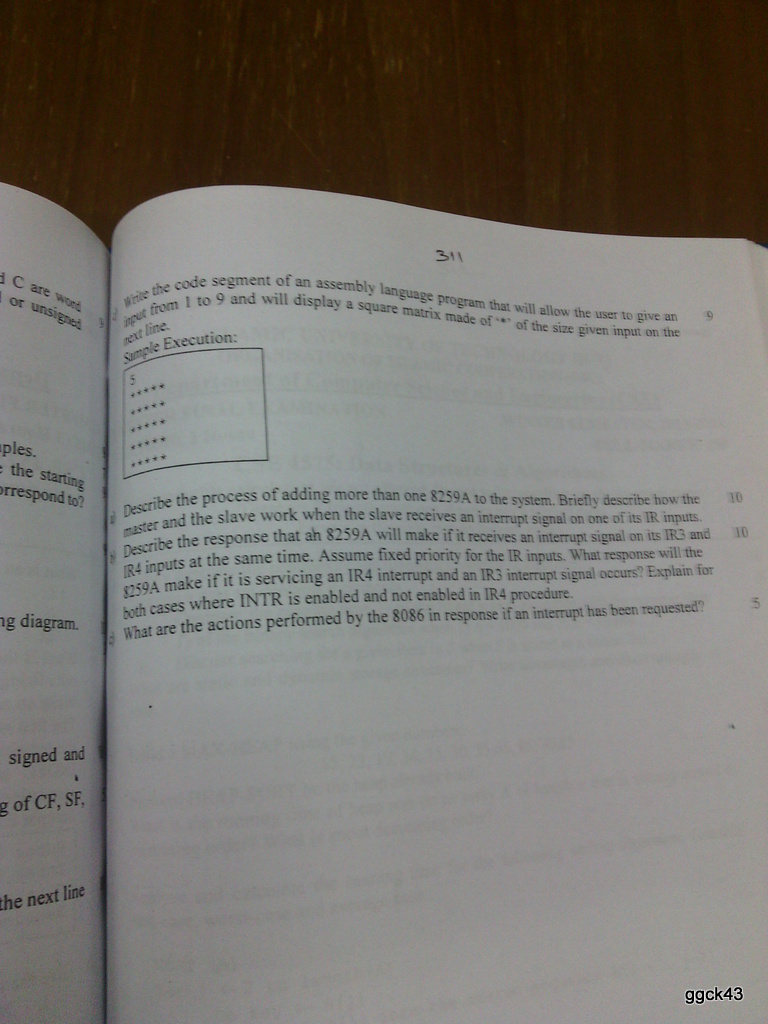 311
d C are word
l or unsigned
9
d) Write the code segment of an assembly language program that will allow the user to give an
9
input from 1 to 9 and will display a square matrix made of '*' of the size given input on the
next line.
Sample Execution:
5
*****
*****
*****
*****
*****
ples.
e the starting
orrespond to?
ng diagram.
signed and
g of CF, SF,
the next line
a) Describe the process of adding more than one 8259A to the system. Briefly describe how the
10
master and the slave work when the slave receives an interrupt signal on one of its IR inputs.
b) Describe the response that an 8259A will make if it receives an interrupt signal on its IR3 and
10
IR4 inputs at the same time. Assume fixed priority for the IR inputs. What response will the
8259A make if it is servicing an IR4 interrupt and an IR3 interrupt signal occurs? Explain for
both cases where INTR is enabled and not enabled in IR4 procedure.
c) What are the actions performed by the 8086 in response if an interrupt has been requested?
5
ggck43